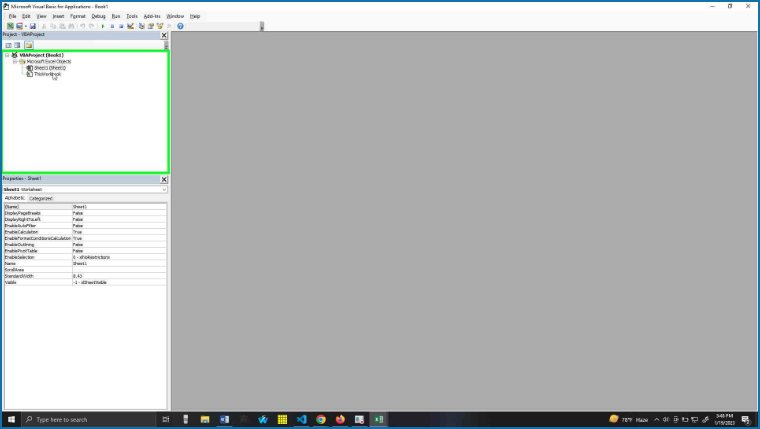 Microsoft Visual Basic for Applications - Book1
File Edit View Insert Format Debug Run Tools Add-Ins Window Help
Project - VBAProject
VBAProject (Book1)
Microsoft Excel Objects
Sheet1 (Sheet1)
ThisWorkbook
Properties - Sheet1
Sheet1 Worksheet
Alphabetic Categorized
(Name) Sheet1
DisplayPageBreaks False
DisplayRightToLeft False
EnableAutoFilter False
EnableCalculation True
EnableFormatConditionsCalculation True
EnableOutlining False
EnablePivotTable False
EnableSelection 0 - xlNoRestrictions
Name Sheet1
ScrollArea
StandardWidth 8.43
Visible -1 - xlSheetVisible
Type here to search
78°F Haze
3:48 PM
1/19/2023